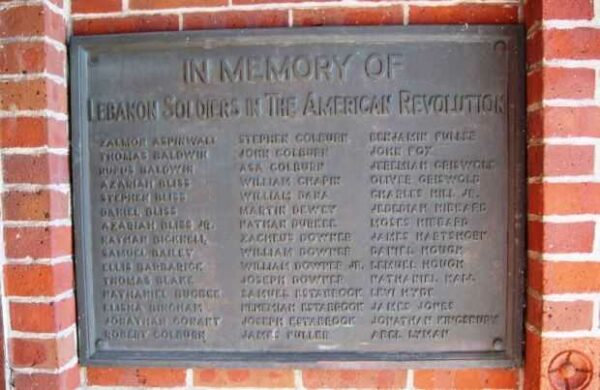 IN MEMORY OF
LEBANON SOLDIERS IN THE AMERICAN REVOLUTION
ZALMON ASPINWALL STEPHEN COLBURN BENJAMIN FULLER
THOMAS BALDWIN JOHN COLBURN JOHN FOX
RUFUS BALDWIN ASA COLBURN JEREMIAH GRISWOLD
AZARIAH BLISS WILLIAM CHAPIN OLIVER GRISWOLD
STEPHEN BLISS WILLIAM DANA CHARLES HILL JR.
DANIEL BLISS MARTIN DEWEY JEDEDIAH HIBBARD
AZARIAH BLISS JR. NATHAN DURKEE MOSES HIBBARD
NATHAN BICKNELL ZACHEUS DOWNER JAMES HARTSHORN
SAMUEL BAILEY WILLIAM DOWNER DANIEL HOUGH
ELLIS BARBARICK WILLIAM DOWNER JR. LEMUEL HOUGH
THOMAS BLAKE JOSEPH DOWNER NATHANIEL HALL
NATHANIEL BUGBEE SAMUEL ESTABROOK LEVI HYDE
ELISHA BINGHAM NEHEMIAH ESTABROOK JAMES JONES
JONATHAN CONANT JOSEPH ESTABROOK JONATHAN KINGSBURY
ROBERT COLBURN JAMES FULLER ABEL LYMAN